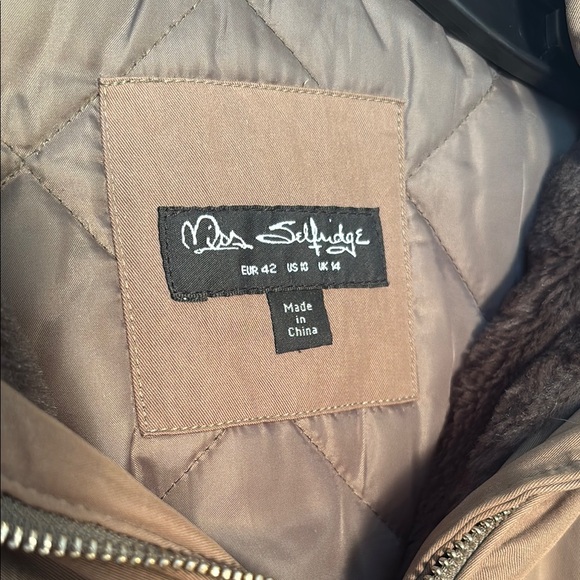 Miss Selfridge
EUR 42 US 10 UK 14
Made
in
China